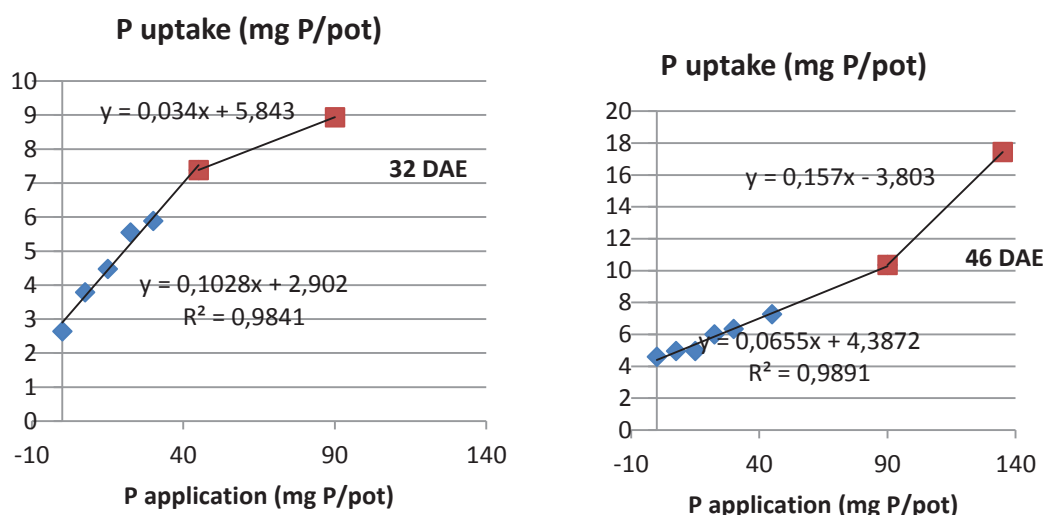 P uptake (mg P/pot)
10
9
8
7
6
5
4
3
2
1
0
y = 0,034x + 5,843
32 DAE
y = 0,1028x + 2,902
R² = 0,9841
-10 40 90 140
P application (mg P/pot)
P uptake (mg P/pot)
20
18
16
14
12
10
8
6
4
2
0
y = 0,157x - 3,803
46 DAE
y = 0,0655x + 4,3872
R² = 0,9891
-10 40 90 140
P application (mg P/pot)